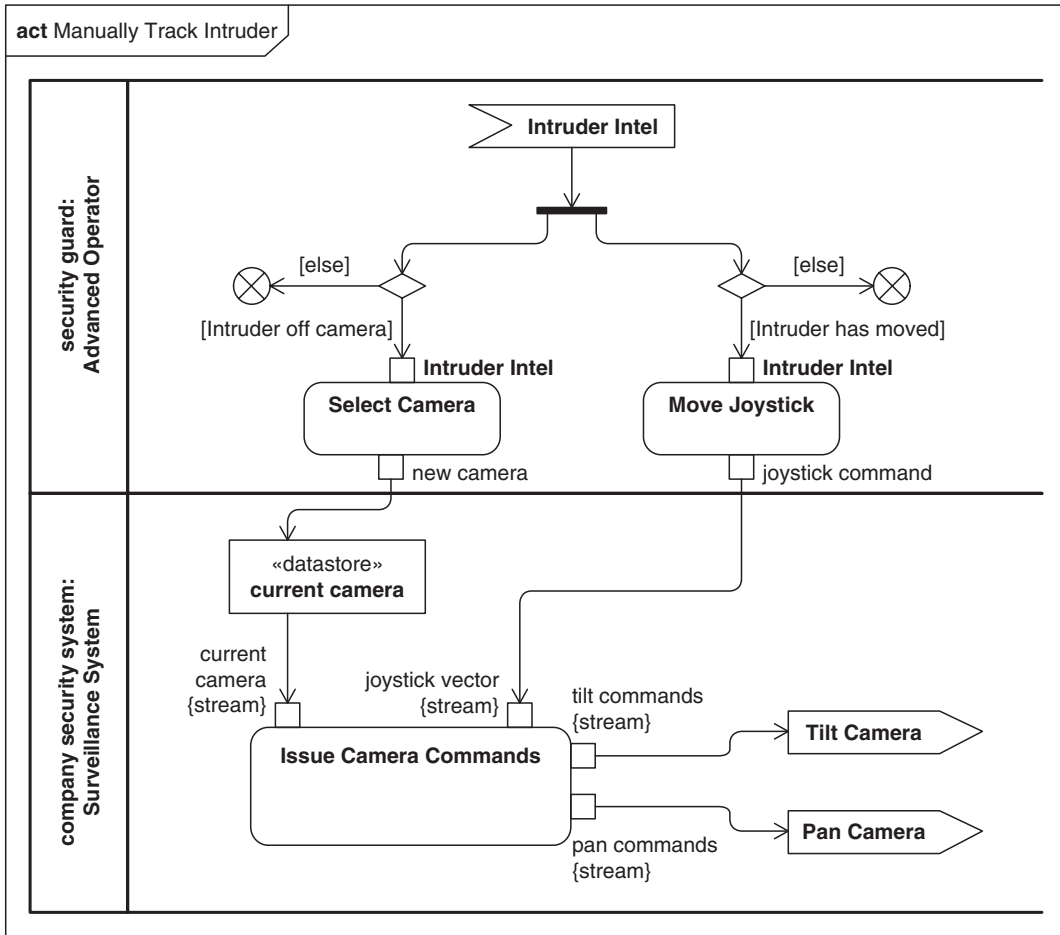 act Manually Track Intruder
security guard:
Advanced Operator
Intruder Intel
[else]
[else]
[Intruder off camera]
[Intruder has moved]
Intruder Intel
Intruder Intel
Select Camera
Move Joystick
new camera
joystick command
company security system:
Surveillance System
«datastore»
current camera
current
camera
{stream}
joystick vector
{stream}
tilt commands
{stream}
Tilt Camera
Issue Camera Commands
Pan Camera
pan commands
{stream}